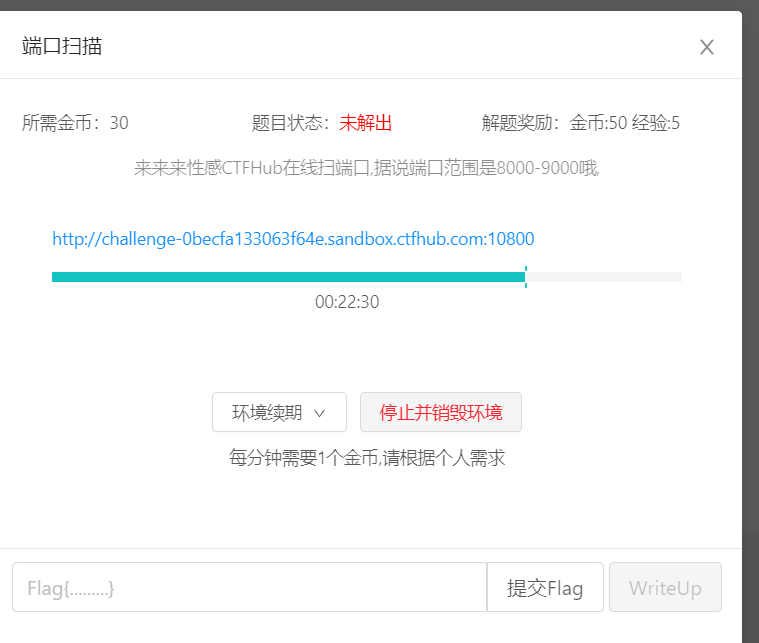 端口扫描
所需金币：30 题目状态：未解出 解题奖励：金币:50 经验:5
来来来性感CTFHub在线扫端口,据说端口范围是8000-9000哦,
http://challenge-0becfa133063f64e.sandbox.ctfhub.com:10800
00:22:30
环境续期 停止并销毁环境
每分钟需要1个金币,请根据个人需求
Flag{.........} 提交Flag WriteUp